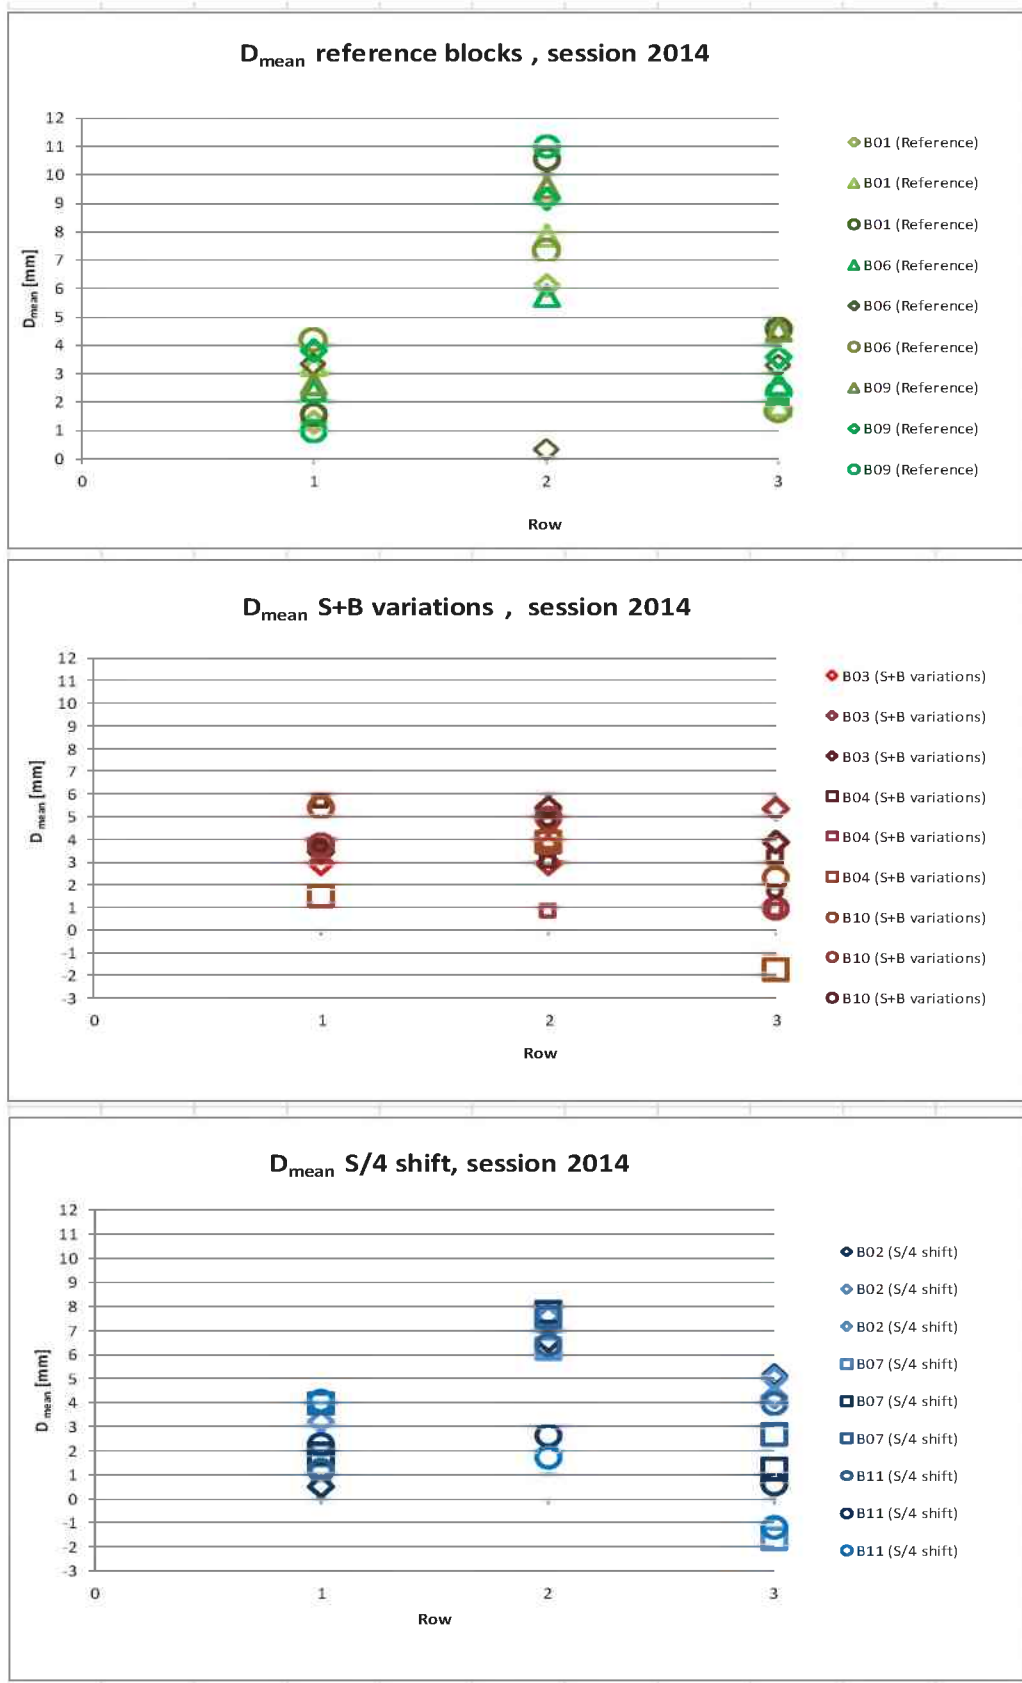 Dmean reference blocks , session 2014
12
11
10
9
8
7
6
5
4
3
2
1
0
Dmean [mm]
0 1 2 3
Row
B01 (Reference)
B01 (Reference)
B01 (Reference)
B06 (Reference)
B06 (Reference)
B06 (Reference)
B09 (Reference)
B09 (Reference)
B09 (Reference)
Dmean S+B variations , session 2014
12
11
10
9
8
7
6
5
4
3
2
1
0
-1
-2
-3
Dmean [mm]
0 1 2 3
Row
B03 (S+B variations)
B03 (S+B variations)
B03 (S+B variations)
B04 (S+B variations)
B04 (S+B variations)
B04 (S+B variations)
B10 (S+B variations)
B10 (S+B variations)
B10 (S+B variations)
Dmean S/4 shift, session 2014
12
11
10
9
8
7
6
5
4
3
2
1
0
-1
-2
-3
Dmean [mm]
0 1 2 3
Row
B02 (S/4 shift)
B02 (S/4 shift)
B02 (S/4 shift)
B07 (S/4 shift)
B07 (S/4 shift)
B07 (S/4 shift)
B11 (S/4 shift)
B11 (S/4 shift)
B11 (S/4 shift)